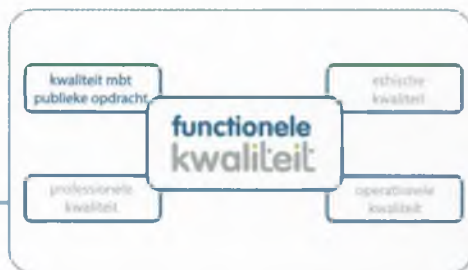 kwaliteit mbt
publieke opdracht
ethische
kwaliteit
functionele
kwaliteit
professionele
kwaliteit
operationele
kwaliteit